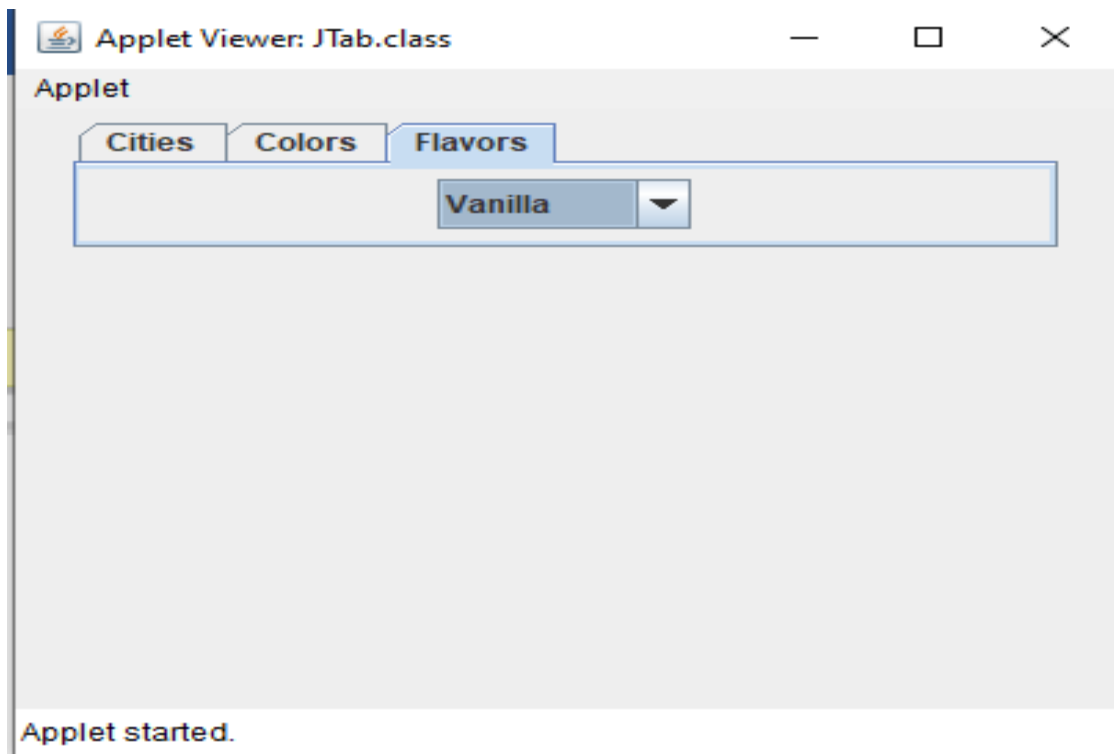 Applet Viewer: JTab.class
Applet
Cities Colors Flavors
Vanilla
Applet started.